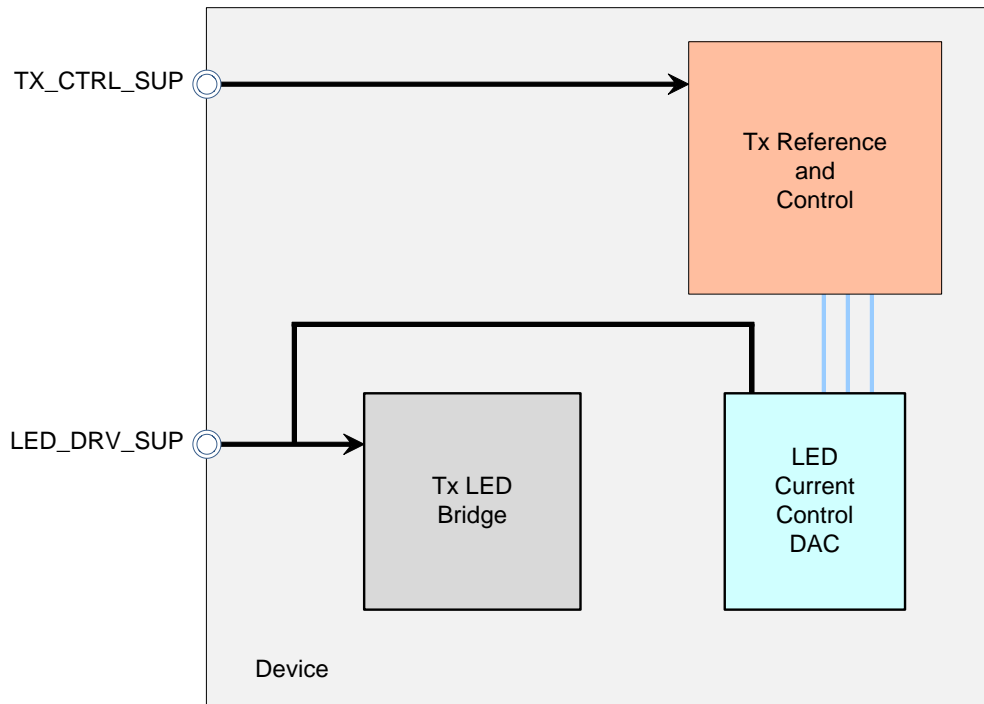 TX_CTRL_SUP
Tx Reference
and
Control
LED_DRV_SUP
Tx LED
Bridge
LED
Current
Control
DAC
Device